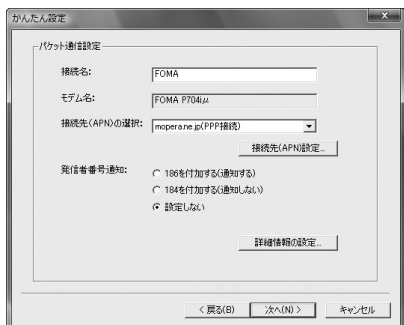 かんたん設定
パケット通信設定
接続名: FOMA
モデム名: FOMA P704iμ
接続先(APN)の選択: mopera.ne.jp(PPP接続)
接続先(APN)設定...
発信者番号通知: 186を付加する(通知する)
184を付加する(通知しない)
設定しない
詳細情報の設定...
< 戻る(B) 次へ(N) > キャンセル